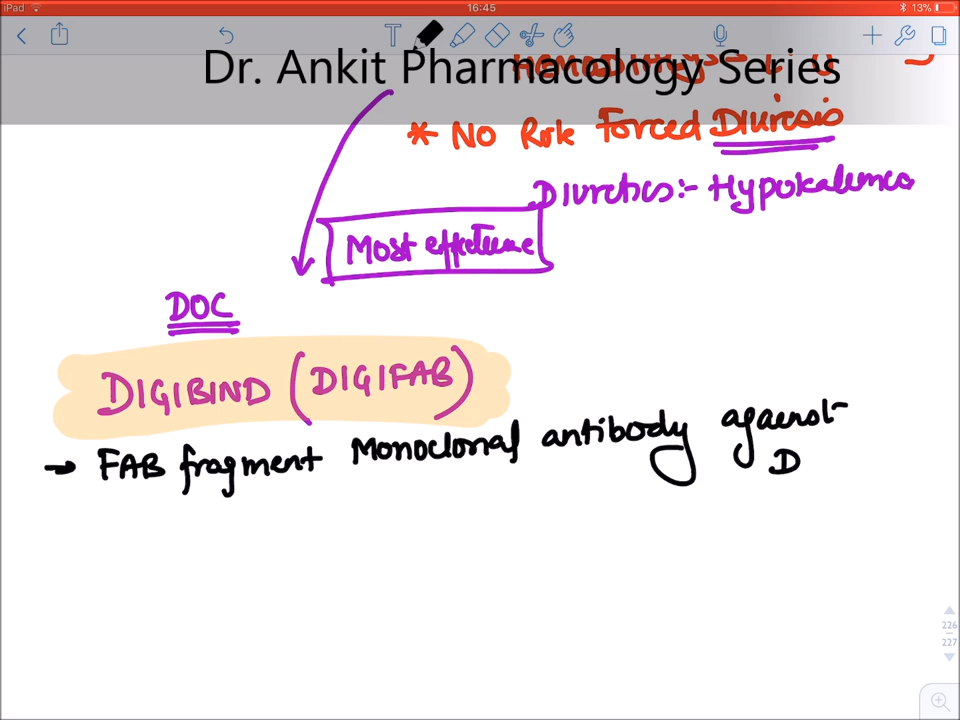 iPad 16:45 13%
Dr. Ankit Pharmacology Series
* No Role Forced Diuresis
Diuretics:- Hypokalemia
Most effective
DOC
DIGIBIND (DIGIFAB)
→ FAB fragment Monoclonal antibody against
D
226
227